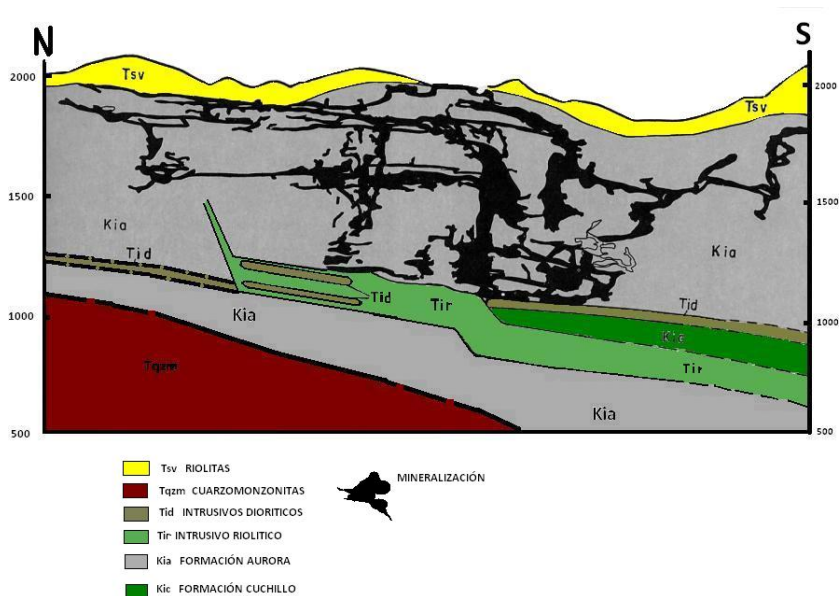 N
S
2000
Tsv
2000
Tsv
1500
1500
Kia
Tid
Kia
Tid
Tir
Tid
1000
Kia
1000
Kic
Tqzm
Tir
Kia
500
500
Tsv RIOLITAS
Tqzm CUARZOMONZONITAS
Tid INTRUSIVOS DIORITICOS
Tir INTRUSIVO RIOLITICO
Kia FORMACIÓN AURORA
Kic FORMACIÓN CUCHILLO
MINERALIZACIÓN